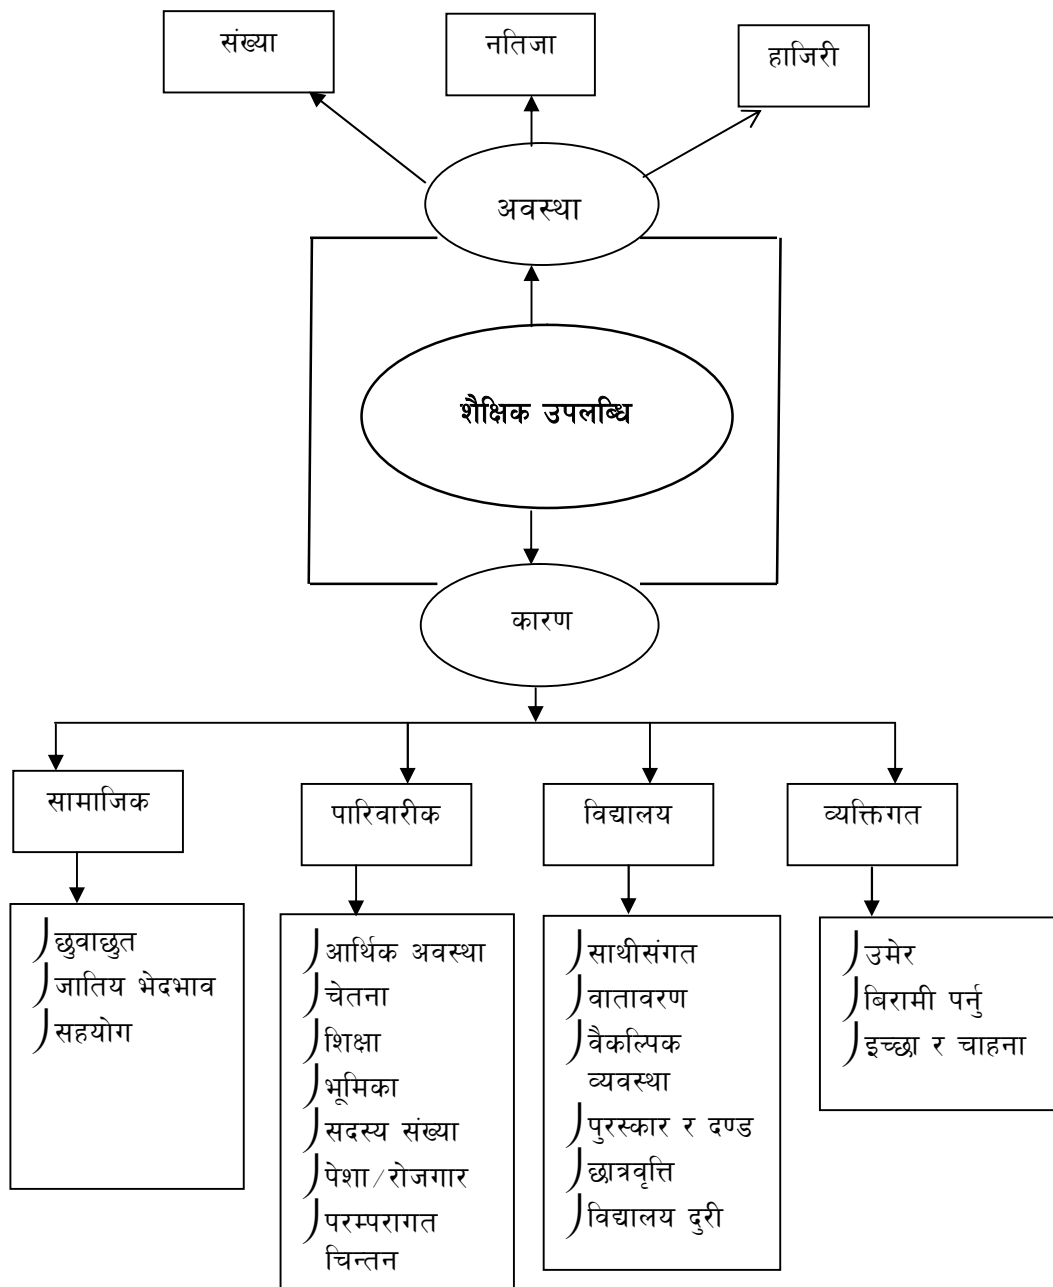 संख्या
नतिजा
हाजिरी
अवस्था
शैक्षिक उपलब्धि
कारण
सामाजिक
पारिवारीक
विद्यालय
व्यक्तिगत
छुवाछुत
जातिय भेदभाव
सहयोग
आर्थिक अवस्था
चेतना
शिक्षा
भूमिका
सदस्य संख्या
पेशा/रोजगार
परम्परागत
चिन्तन
साथीसंगत
वातावरण
वैकल्पिक
व्यवस्था
पुरस्कार र दण्ड
छात्रवृत्ति
विद्यालय दुरी
उमेर
बिरामी पर्नु
इच्छा र चाहना